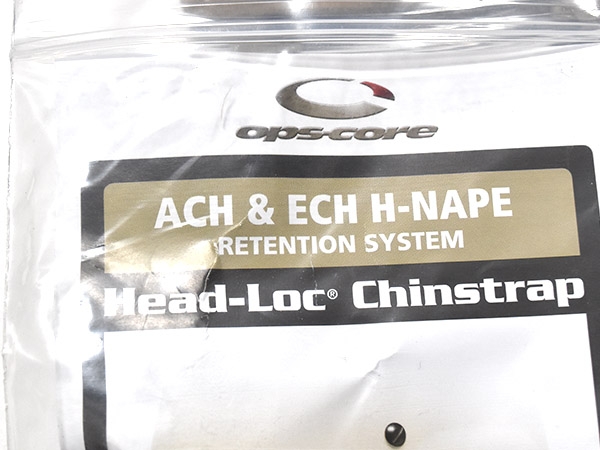 ops-core
ACH & ECH H-NAPE
RETENTION SYSTEM
Head-Loc® Chinstrap